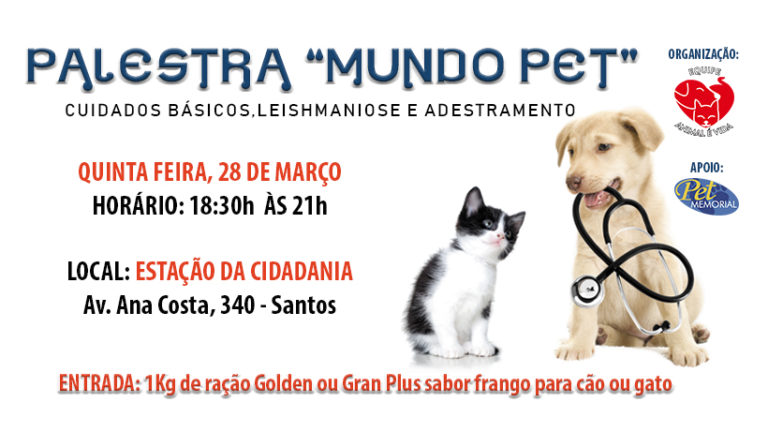 PALESTRA “MUNDO PET”
CUIDADOS BÁSICOS,LEISHMANIOSE E ADESTRAMENTO
QUINTA FEIRA, 28 DE MARÇO
HORÁRIO: 18:30h ÀS 21h
LOCAL: ESTAÇÃO DA CIDADANIA
Av. Ana Costa, 340 - Santos
ENTRADA: 1Kg de ração Golden ou Gran Plus sabor frango para cão ou gato
ORGANIZAÇÃO:
EQUIPE
ANIMAL É VIDA
APOIO:
Pet
MEMORIAL